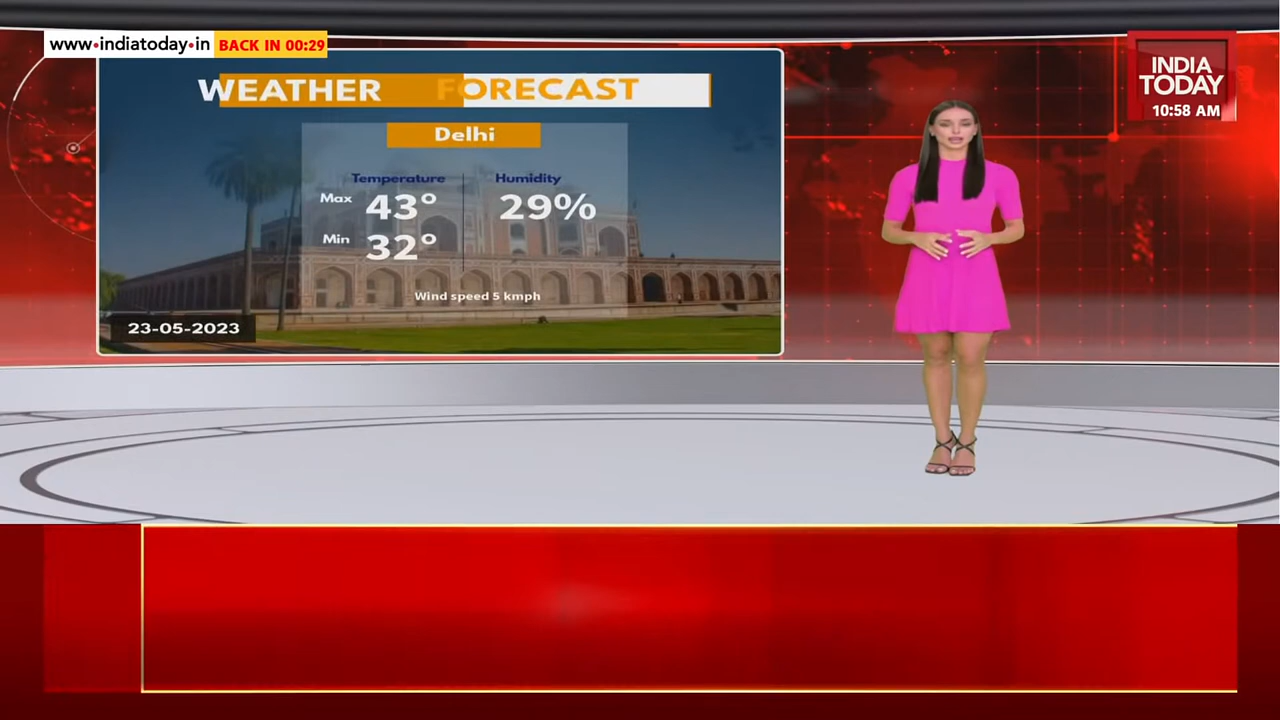 www•indiatoday•in BACK IN 00:29
INDIA
TODAY
10:58 AM
WEATHER FORECAST
Delhi
Temperature Humidity
Max 43° 29%
Min 32°
Wind speed 5 kmph
23-05-2023